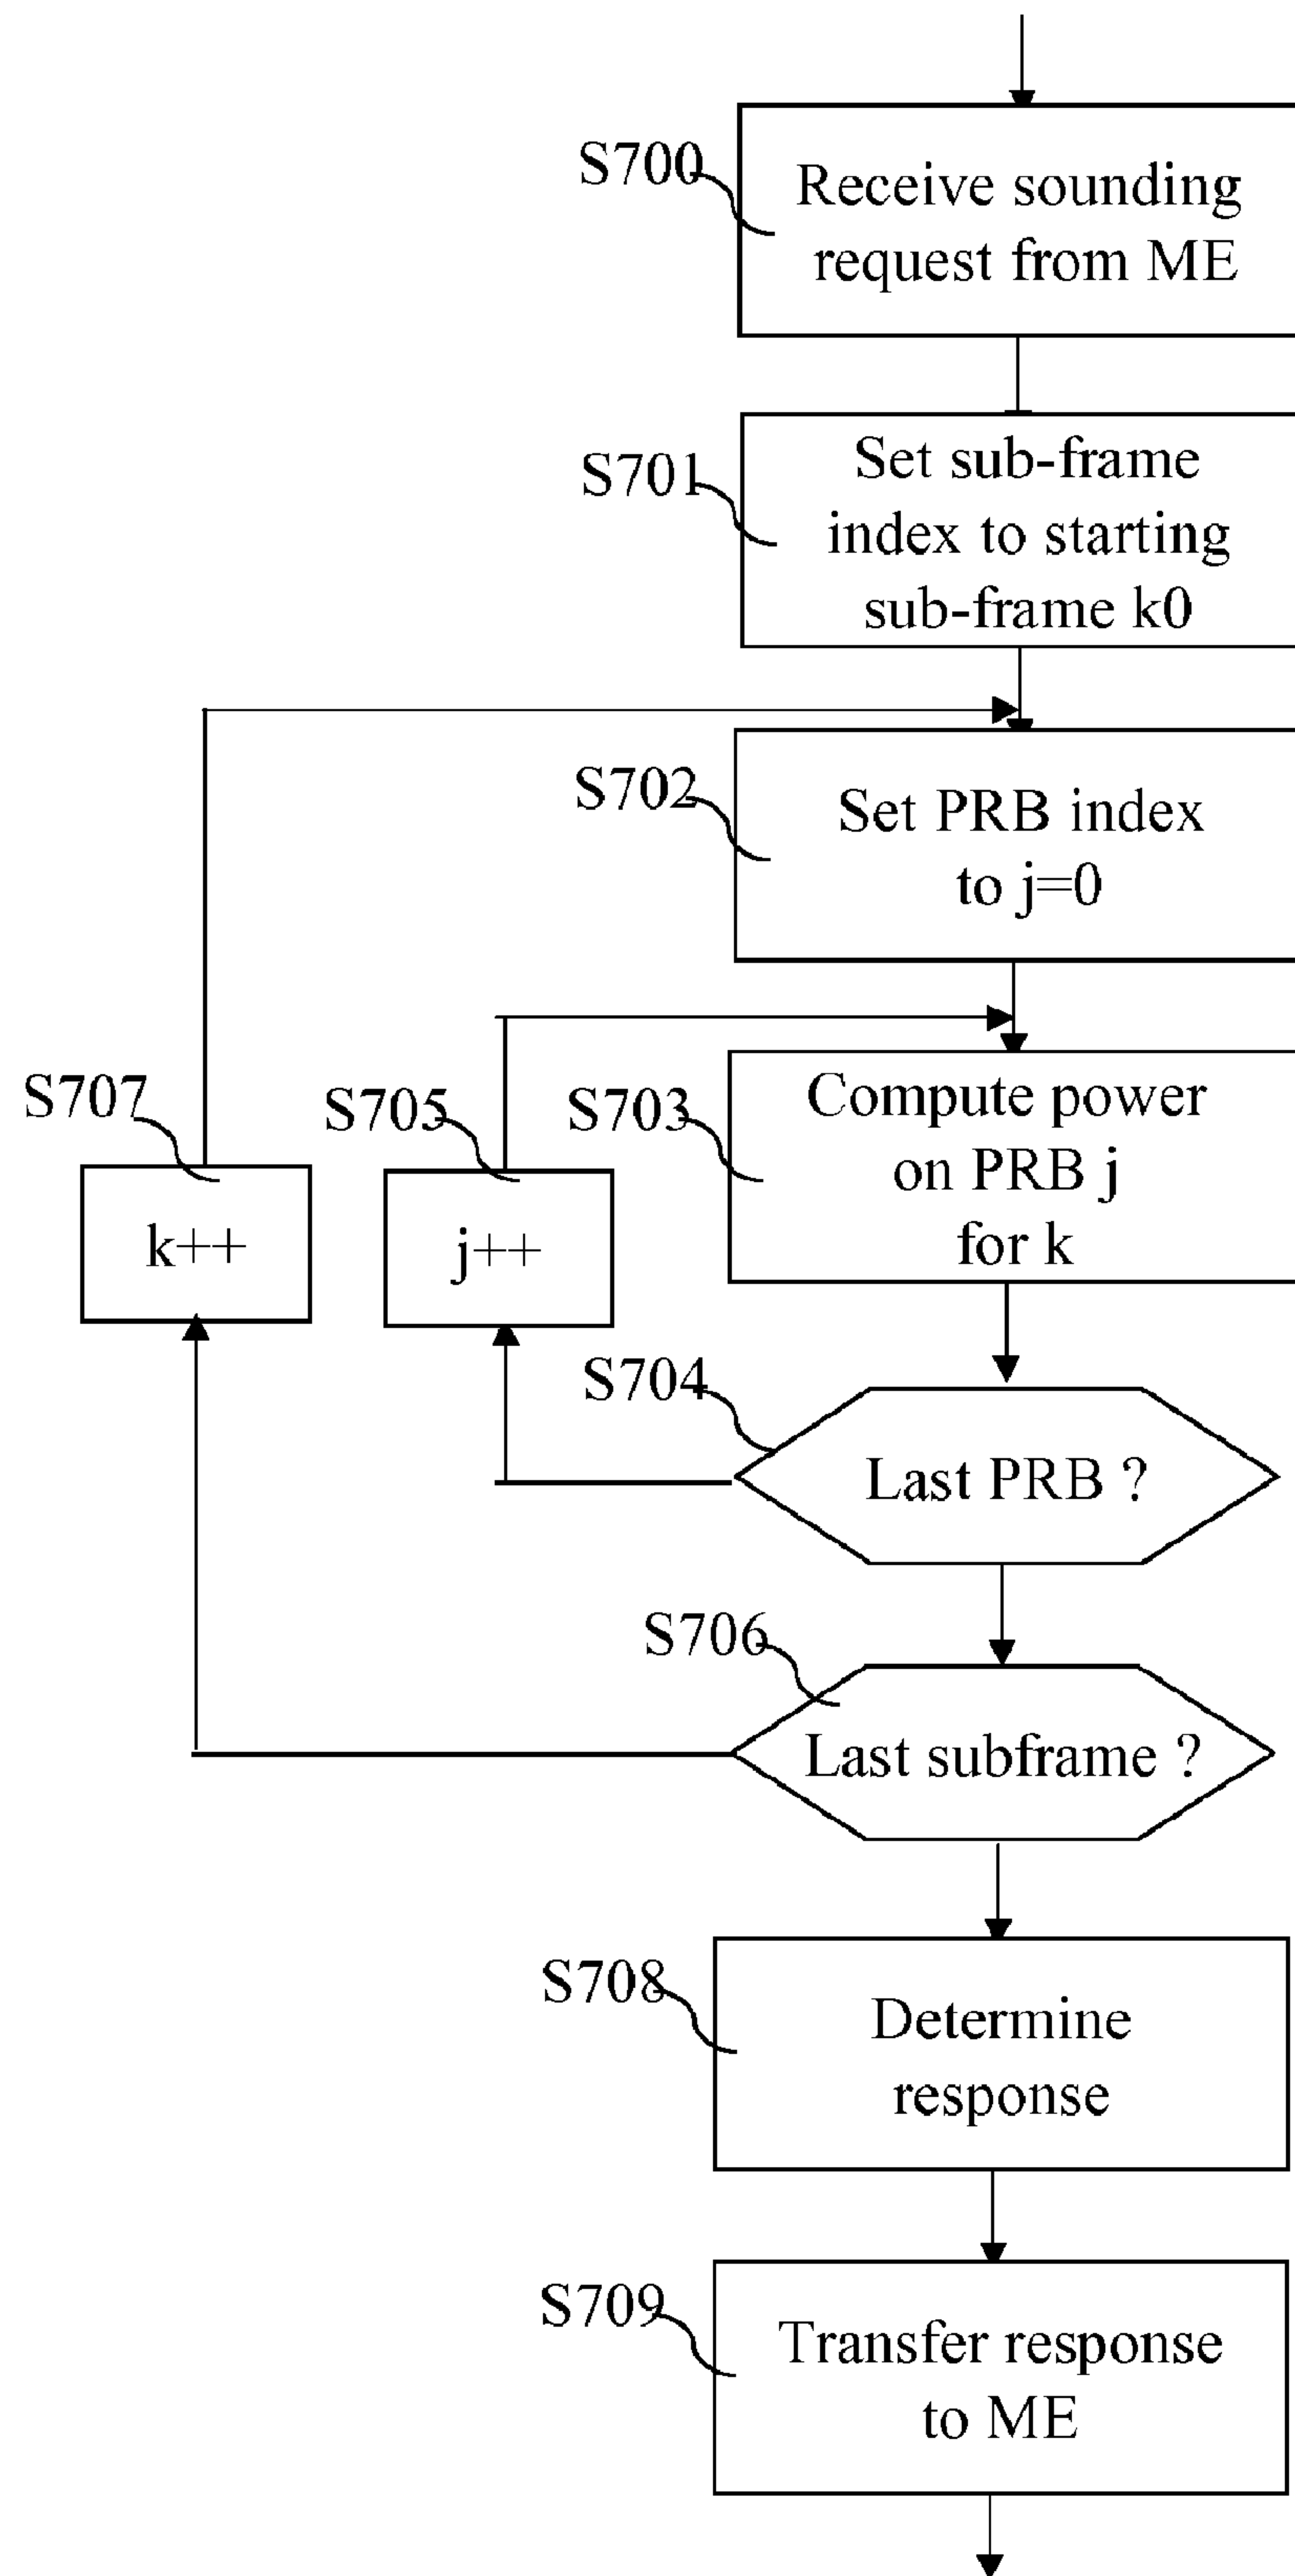 S700
Receive sounding
request from ME
S701
Set sub-frame
index to starting
sub-frame k0
S702
Set PRB index
to j=0
S707
S705
S703
Compute power
on PRB j
for k
k++
j++
S704
Last PRB ?
S706
Last subframe ?
S708
Determine
response
S709
Transfer response
to ME